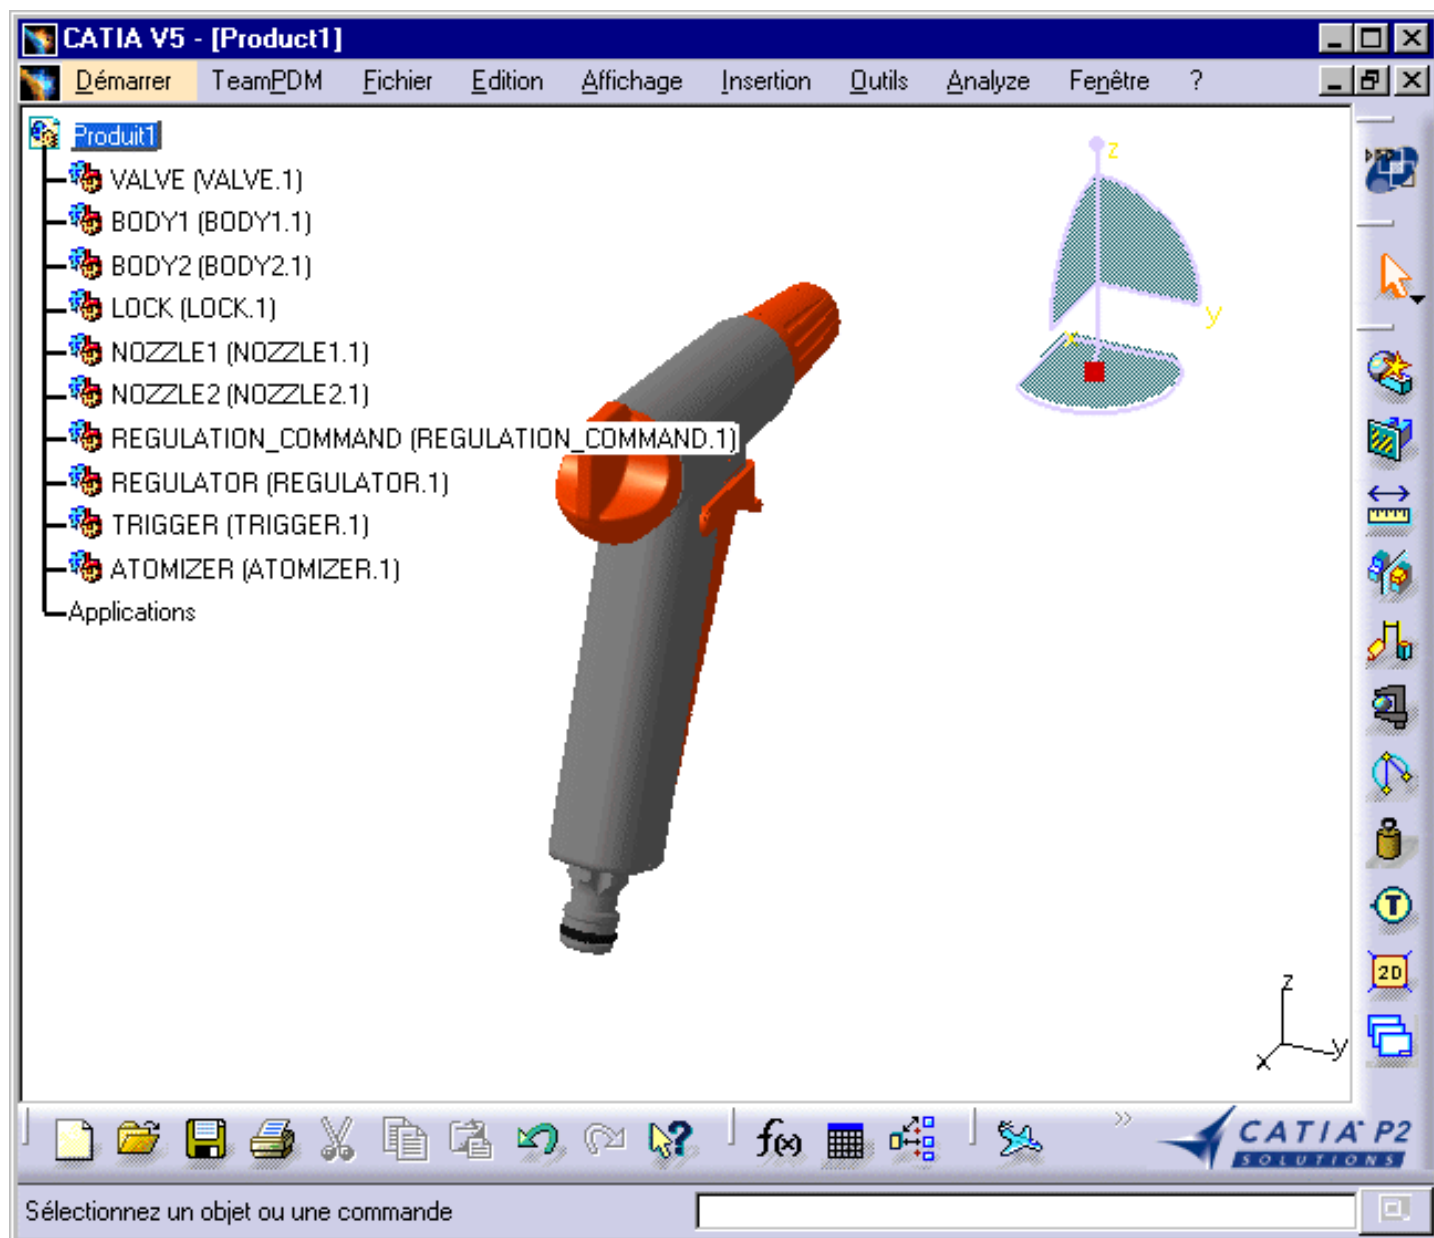 CATIA V5 - [Product1]
Démarrer TeamPDM Fichier Edition Affichage Insertion Outils Analyze Fenêtre ?
Produit1
VALVE (VALVE.1)
BODY1 (BODY1.1)
BODY2 (BODY2.1)
LOCK (LOCK.1)
NOZZLE1 (NOZZLE1.1)
NOZZLE2 (NOZZLE2.1)
REGULATION_COMMAND (REGULATION_COMMAND.1)
REGULATOR (REGULATOR.1)
TRIGGER (TRIGGER.1)
ATOMIZER (ATOMIZER.1)
Applications
z
y
x
T
2D
z
y
x
f(x)
CATIA P2
SOLUTIONS
Sélectionnez un objet ou une commande